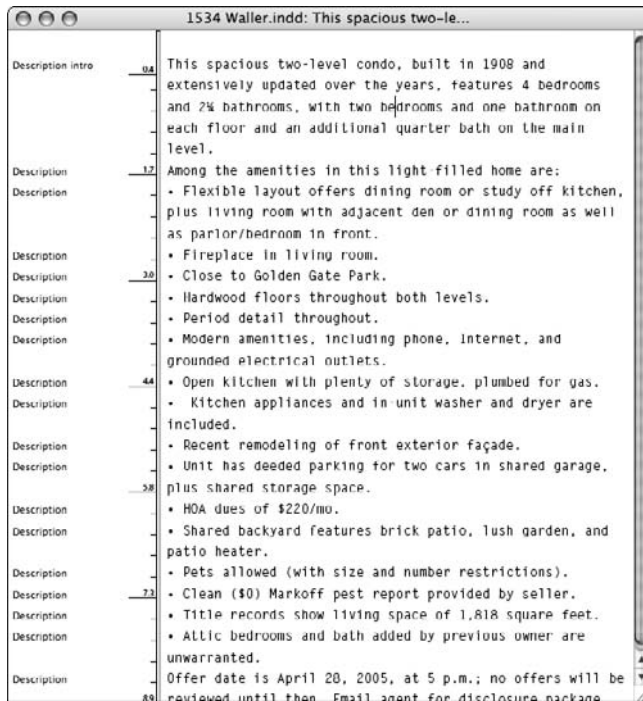 1534 Waller.indd: This spacious two-le...
Description intro 0.4 This spacious two-level condo, built in 1908 and
extensively updated over the years, features 4 bedrooms
and 2¼ bathrooms, with two bedrooms and one bathroom on
each floor and an additional quarter bath on the main
level.
Description 1.7 Among the amenities in this light-filled home are:
Description • Flexible layout offers dining room or study off kitchen,
plus living room with adjacent den or dining room as well
as parlor/bedroom in front.
Description • Fireplace in living room.
Description 3.0 • Close to Golden Gate Park.
Description • Hardwood floors throughout both levels.
Description • Period detail throughout.
Description • Modern amenities, including phone, Internet, and
grounded electrical outlets.
Description 4.4 • Open kitchen with plenty of storage, plumbed for gas.
Description • Kitchen appliances and in-unit washer and dryer are
included.
Description • Recent remodeling of front exterior façade.
Description • Unit has deeded parking for two cars in shared garage,
5.8 plus shared storage space.
Description • HOA dues of $220/mo.
Description • Shared backyard features brick patio, lush garden, and
patio heater.
Description • Pets allowed (with size and number restrictions).
Description 7.3 • Clean ($0) Markoff pest report provided by seller.
Description • Title records show living space of 1,818 square feet.
Description • Attic bedrooms and bath added by previous owner are
unwarranted.
Description Offer date is April 28, 2005, at 5 p.m.; no offers will be
8.9 reviewed until then. Email agent for disclosure package